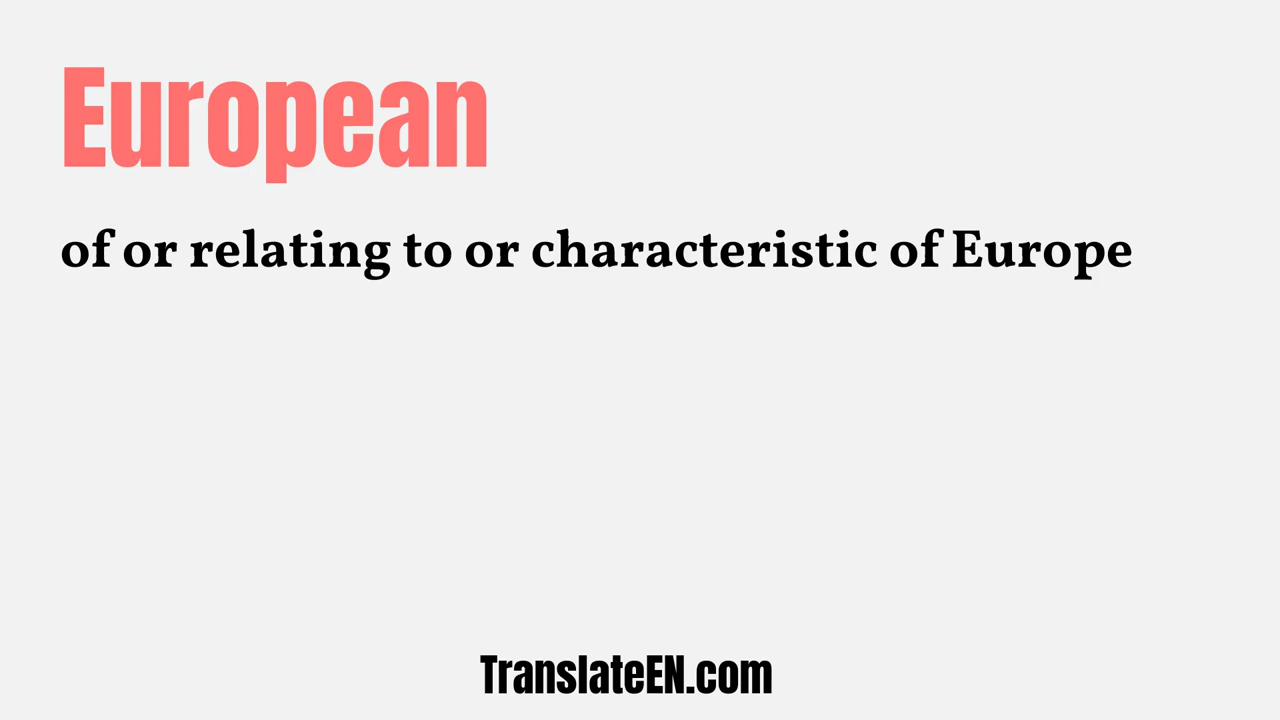 European
of or relating to or characteristic of Europe
TranslateEN.com